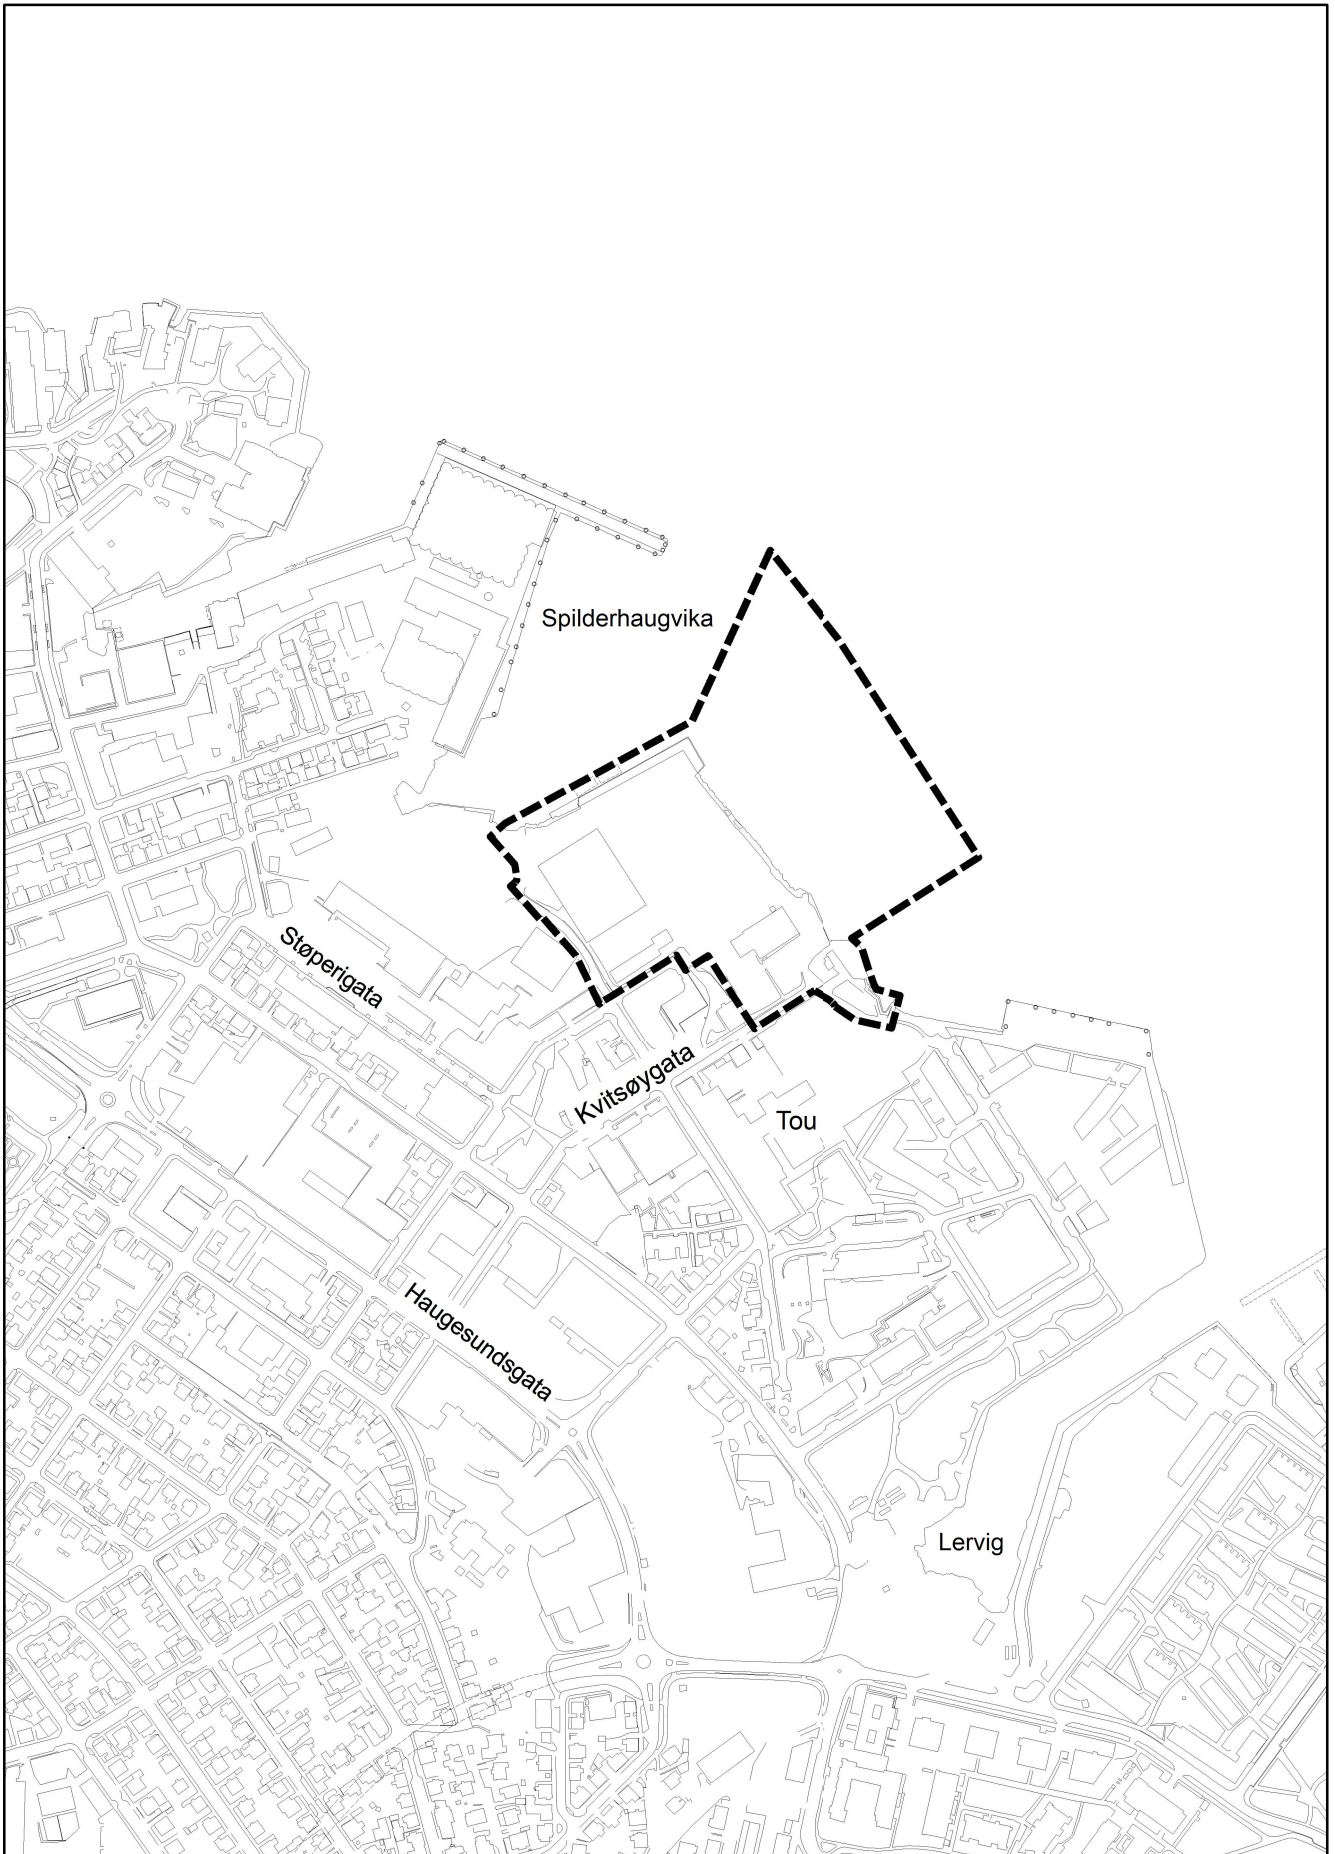 Spilderhaugvika
Støperigata
Kvitsøygata
Tou
Haugesundsgata
Lervig